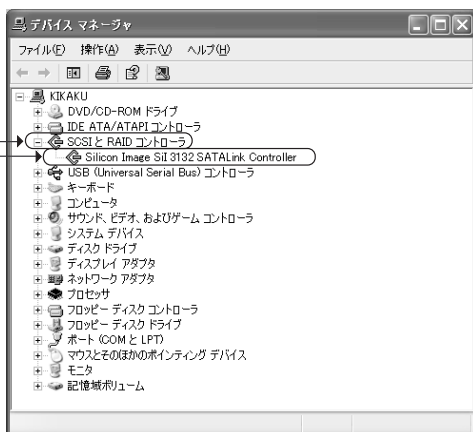 デバイス マネージャ
ファイル(F) 操作(A) 表示(V) ヘルプ(H)
KIKAKU
DVD/CD-ROM ドライブ
IDE ATA/ATAPI コントローラ
SCSI と RAID コントローラ
Silicon Image SiI 3132 SATALink Controller
USB (Universal Serial Bus) コントローラ
キーボード
コンピュータ
サウンド、ビデオ、およびゲーム コントローラ
システム デバイス
ディスク ドライブ
ディスプレイ アダプタ
ネットワーク アダプタ
プロセッサ
フロッピー ディスク コントローラ
フロッピー ディスク ドライブ
ポート (COM と LPT)
マウスとそのほかのポインティング デバイス
モニタ
記憶域ボリューム